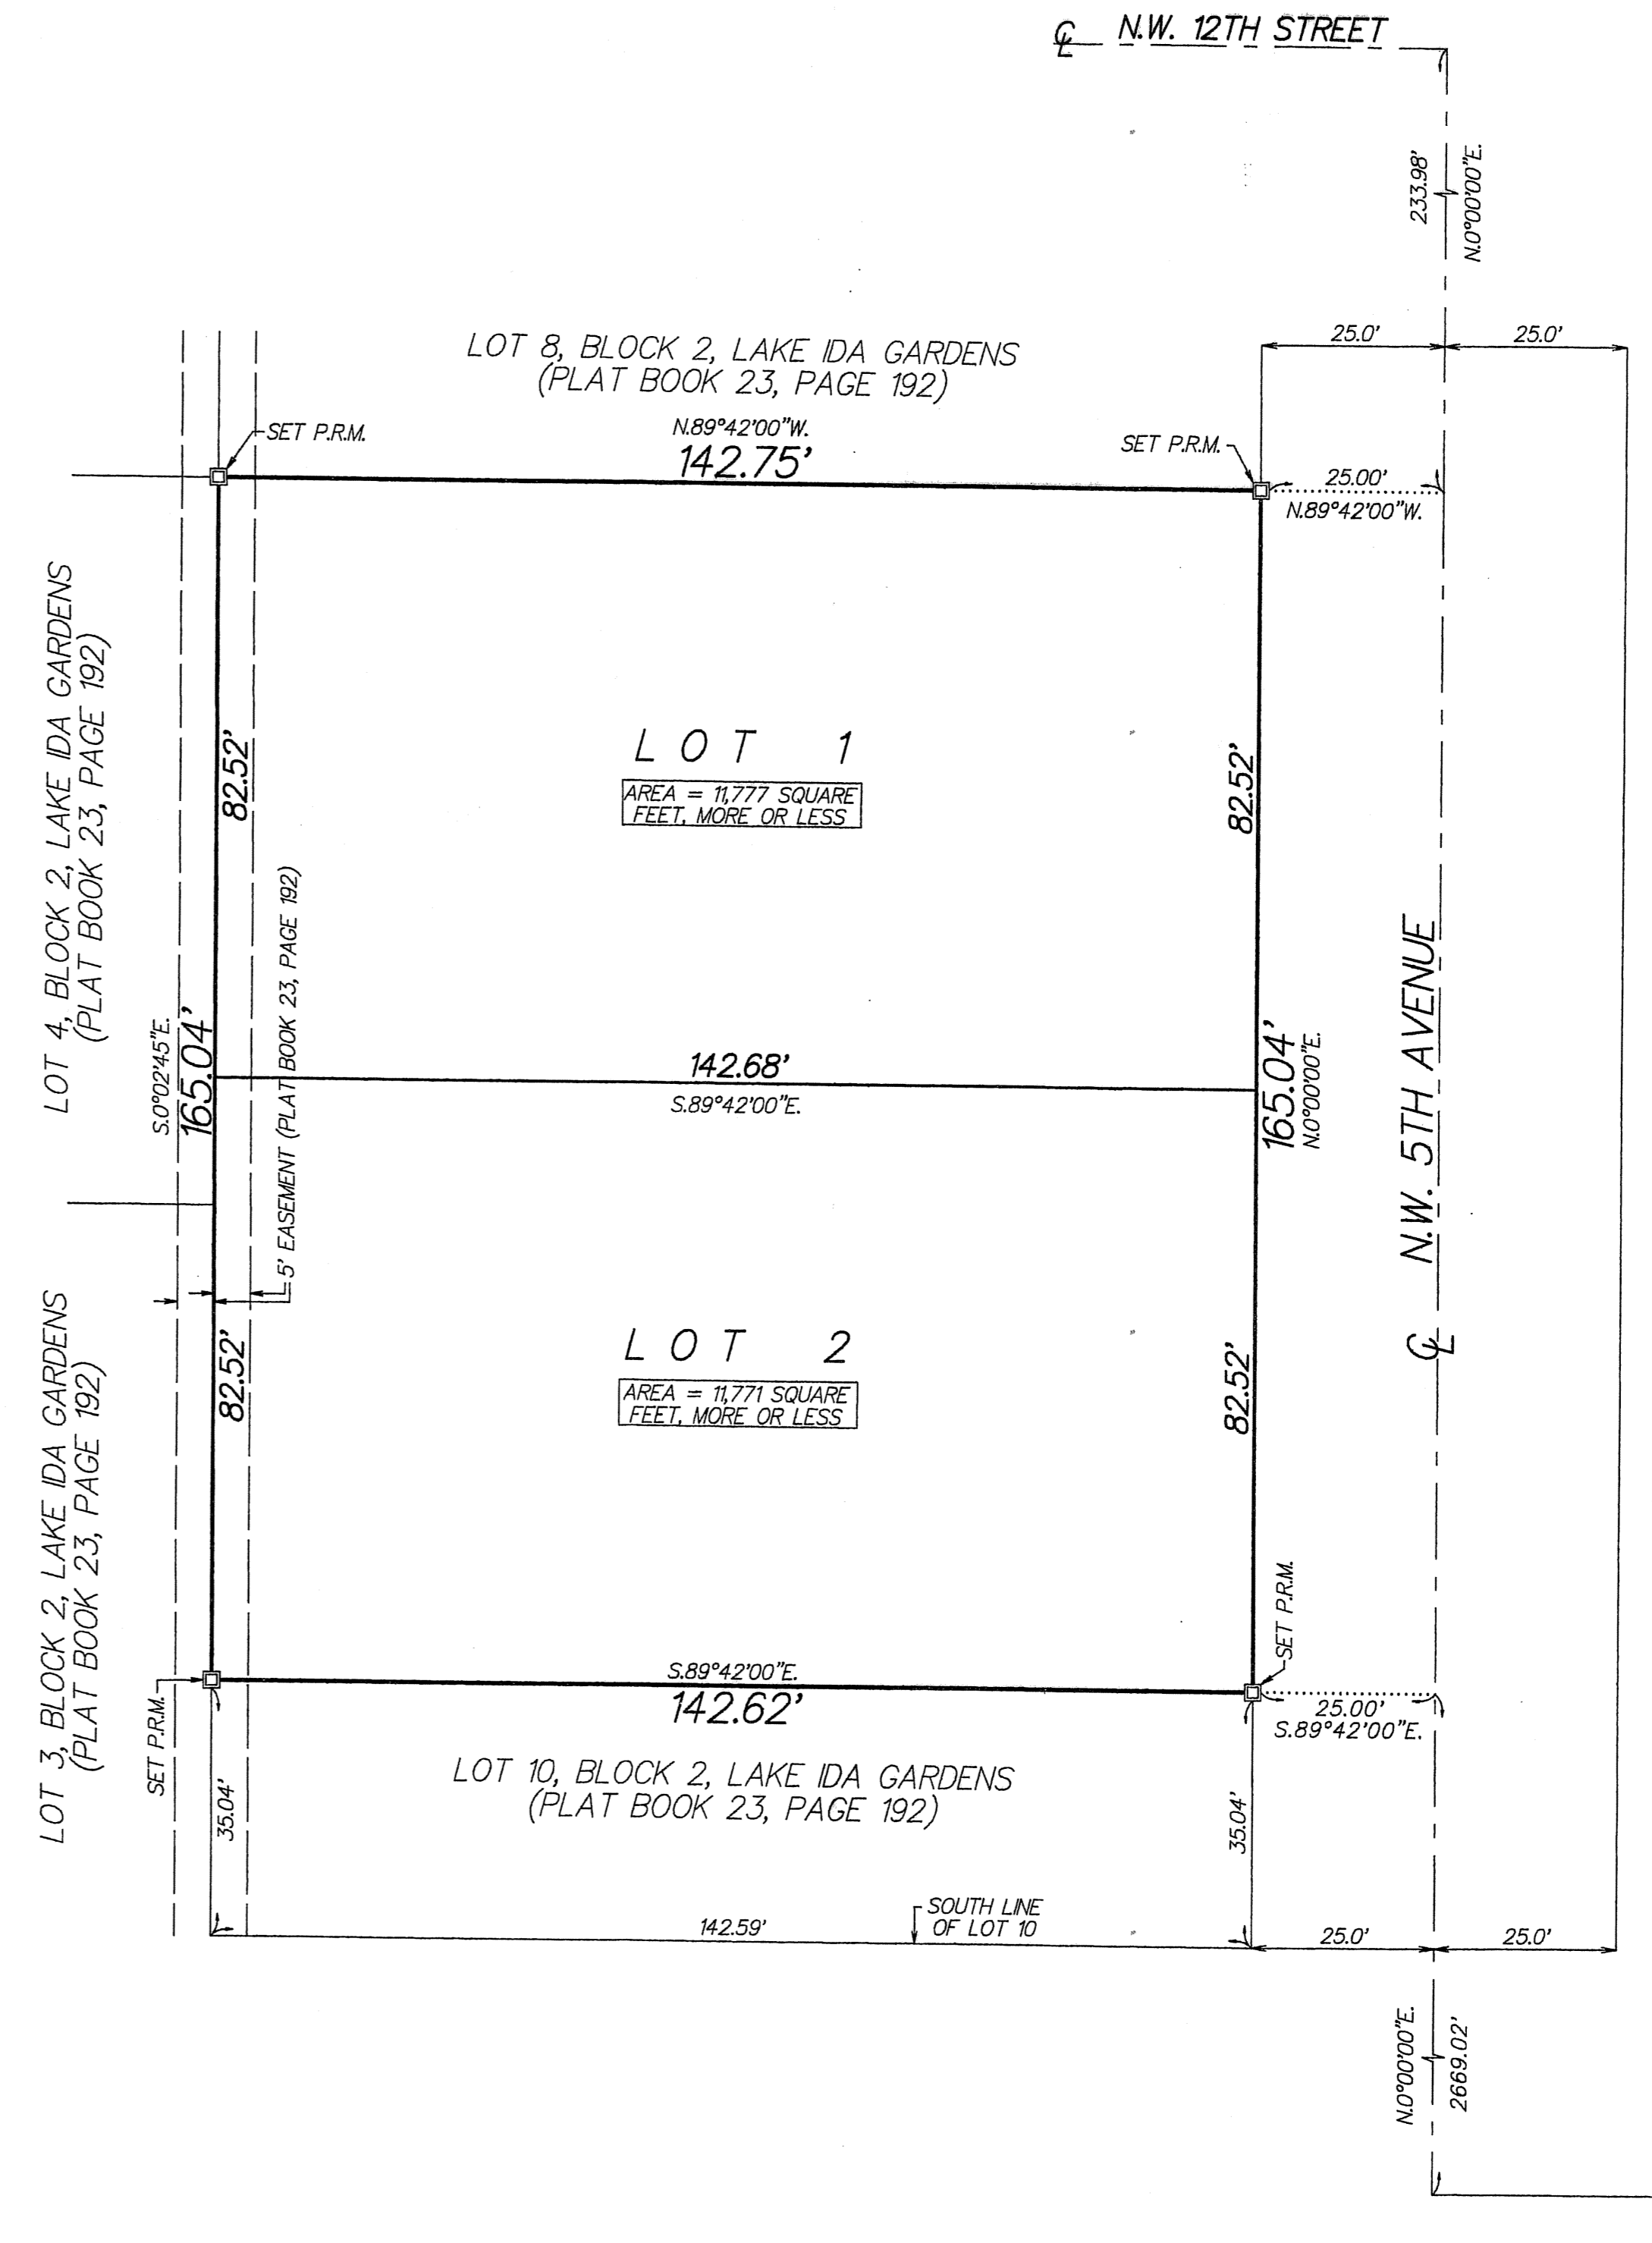 ℄ N.W. 12TH STREET
233.98'
N.0°00'00"E.
25.0'
25.0'
LOT 8, BLOCK 2, LAKE IDA GARDENS
(PLAT BOOK 23, PAGE 192)
SET P.R.M.
N.89°42'00"W.
142.75'
SET P.R.M.
25.00'
N.89°42'00"W.
LOT 4, BLOCK 2, LAKE IDA GARDENS
(PLAT BOOK 23, PAGE 192)
82.52'
LOT 1
AREA = 11,777 SQUARE
FEET, MORE OR LESS
82.52'
S.0°02'45"E.
165.04'
5' EASEMENT (PLAT BOOK 23, PAGE 192)
142.68'
S.89°42'00"E.
165.04'
N.0°00'00"E.
℄ N.W. 5TH AVENUE
LOT 3, BLOCK 2, LAKE IDA GARDENS
(PLAT BOOK 23, PAGE 192)
82.52'
LOT 2
AREA = 11,771 SQUARE
FEET, MORE OR LESS
82.52'
SET P.R.M.
S.89°42'00"E.
142.62'
SET P.R.M.
25.00'
S.89°42'00"E.
LOT 10, BLOCK 2, LAKE IDA GARDENS
(PLAT BOOK 23, PAGE 192)
35.04'
35.04'
142.59'
SOUTH LINE
OF LOT 10
25.0'
25.0'
N.0°00'00"E.
2669.02'